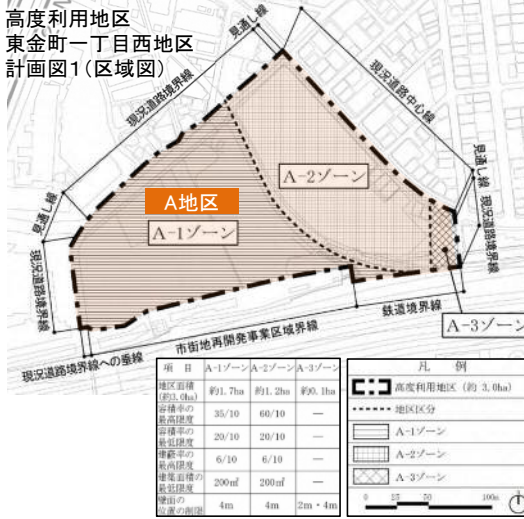 高度利用地区
東金町一丁目西地区
計画図1(区域図)
現況道路境界線
現況道路中心線
見通し線
見通し線
現況道路境界線
現況道路境界線
A地区
A-1ゾーン
A-2ゾーン
A-3ゾーン
現況道路境界線への垂線
市街地再開発事業区域界線
鉄道境界線
項 目 A-1ゾーン A-2ゾーン A-3ゾーン
地区面積
(約3.0ha) 約1.7ha 約1.2ha 約0.1ha
容積率の
最高限度 35/10 60/10 —
容積率の
最低限度 20/10 20/10 —
建蔽率の
最高限度 6/10 6/10 —
建築面積の
最低限度 200㎡ 200㎡ —
壁面の
位置の制限 4m 4m 2m・4m
凡 例
高度利用地区(約 3.0ha)
地区区分
A-1ゾーン
A-2ゾーン
A-3ゾーン
0 25 50 100m